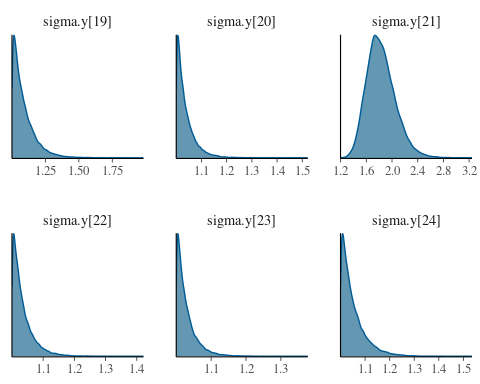 sigma.y[19] sigma.y[20] sigma.y[21]
1.25 1.50 1.75 1.1 1.2 1.3 1.4 1.5 1.2 1.6 2.0 2.4 2.8 3.2
sigma.y[22] sigma.y[23] sigma.y[24]
1.1 1.2 1.3 1.4 1.1 1.2 1.3 1.1 1.2 1.3 1.4 1.5